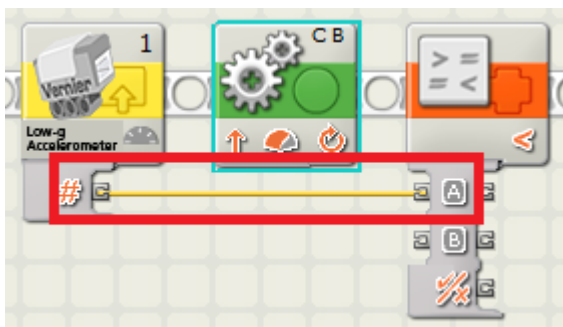 1
Vernier
Low-g
Accelerometer
C B
> =
= <
<
#
A
B